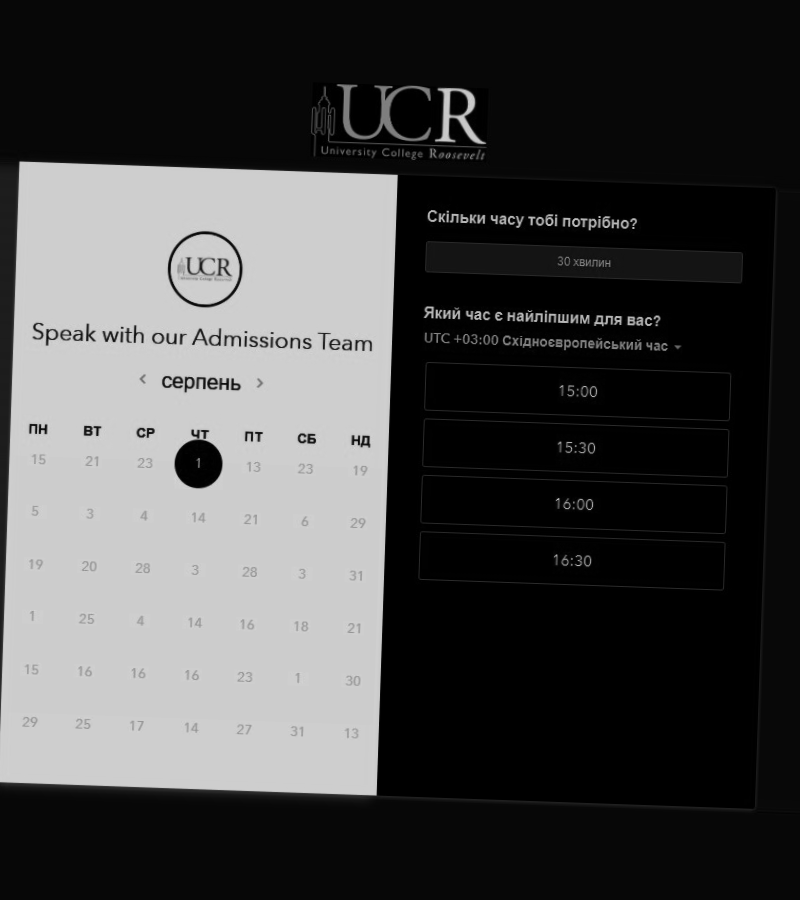 UCR
University College Roosevelt
UCR
University College Roosevelt
Speak with our Admissions Team
серпень
ПН ВТ СР ЧТ ПТ СБ НД
15 21 23 1 13 23 19
5 3 4 14 21 6 29
19 20 28 3 28 3 31
1 25 4 14 16 18 21
15 16 16 16 23 1 30
29 25 17 14 27 31 13
Скільки часу тобі потрібно?
30 хвилин
Який час є найліпшим для вас?
UTC +03:00 Східноєвропейський час
15:00
15:30
16:00
16:30